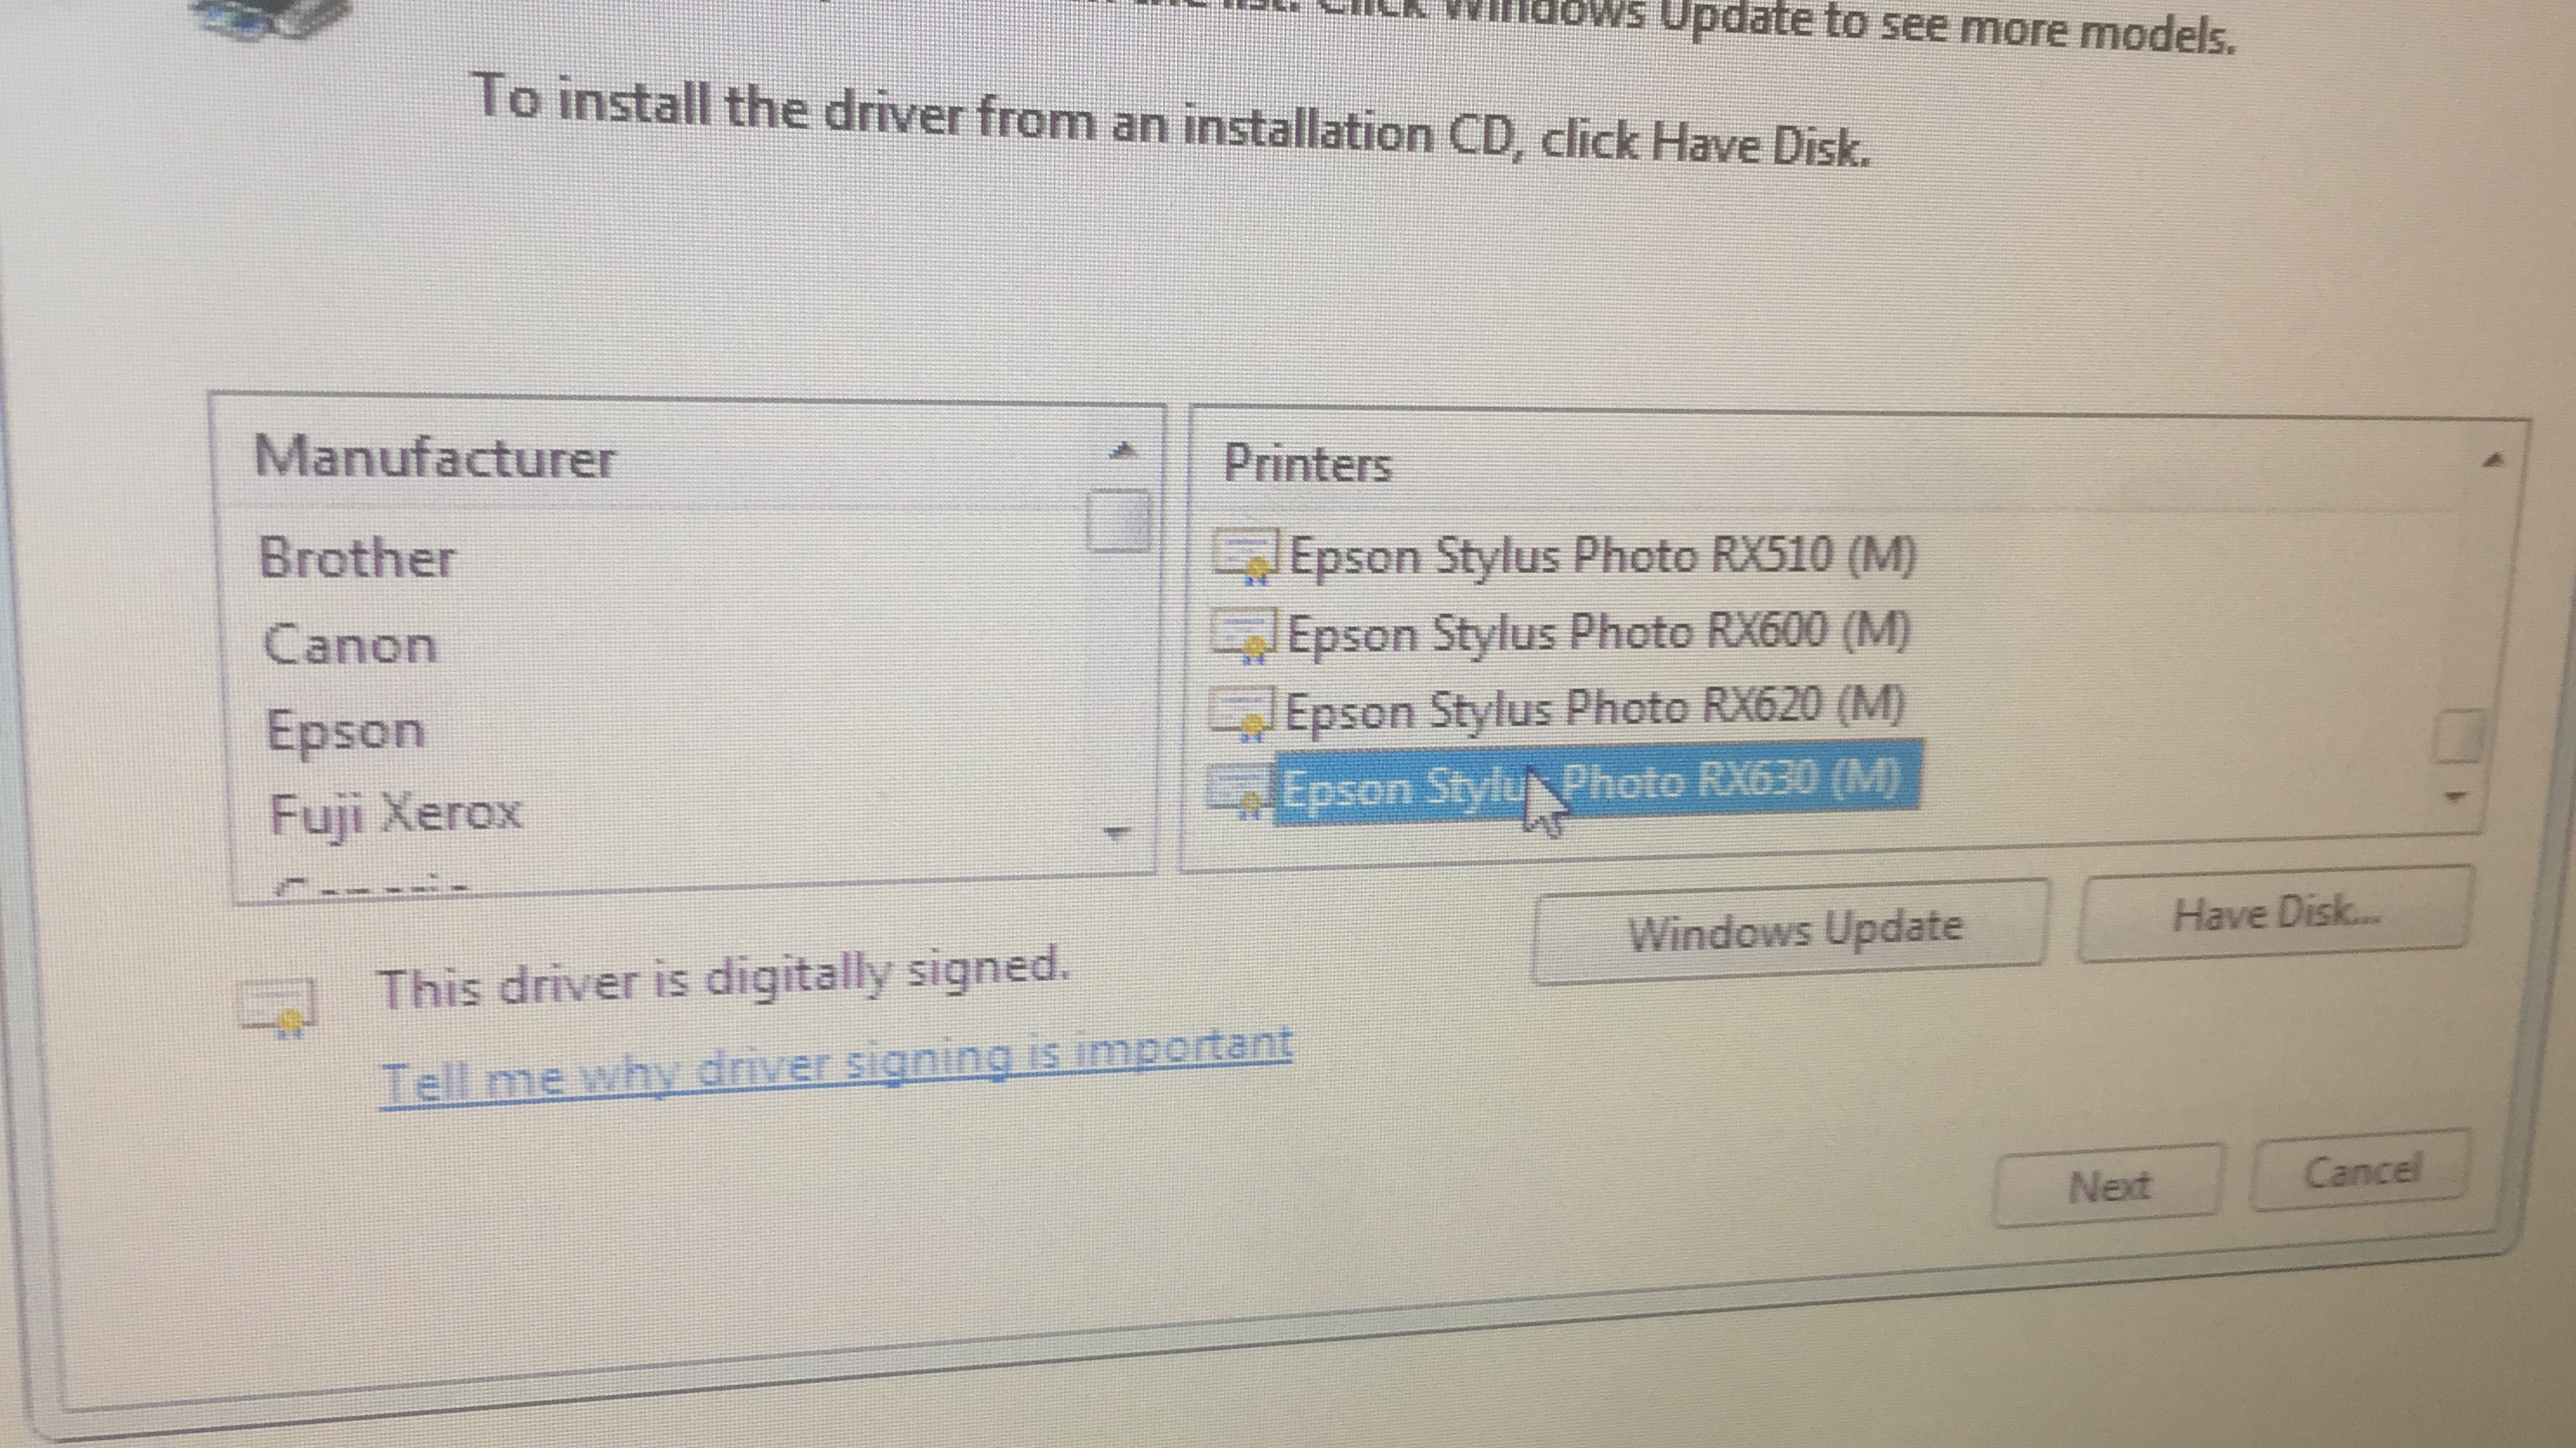 the list. Click Windows Update to see more models.
To install the driver from an installation CD, click Have Disk.
Manufacturer
Brother
Canon
Epson
Fuji Xerox
Printers
Epson Stylus Photo RX510 (M)
Epson Stylus Photo RX600 (M)
Epson Stylus Photo RX620 (M)
Epson Stylus Photo RX630 (M)
Windows Update
Have Disk...
This driver is digitally signed.
Tell me why driver signing is important
Next
Cancel